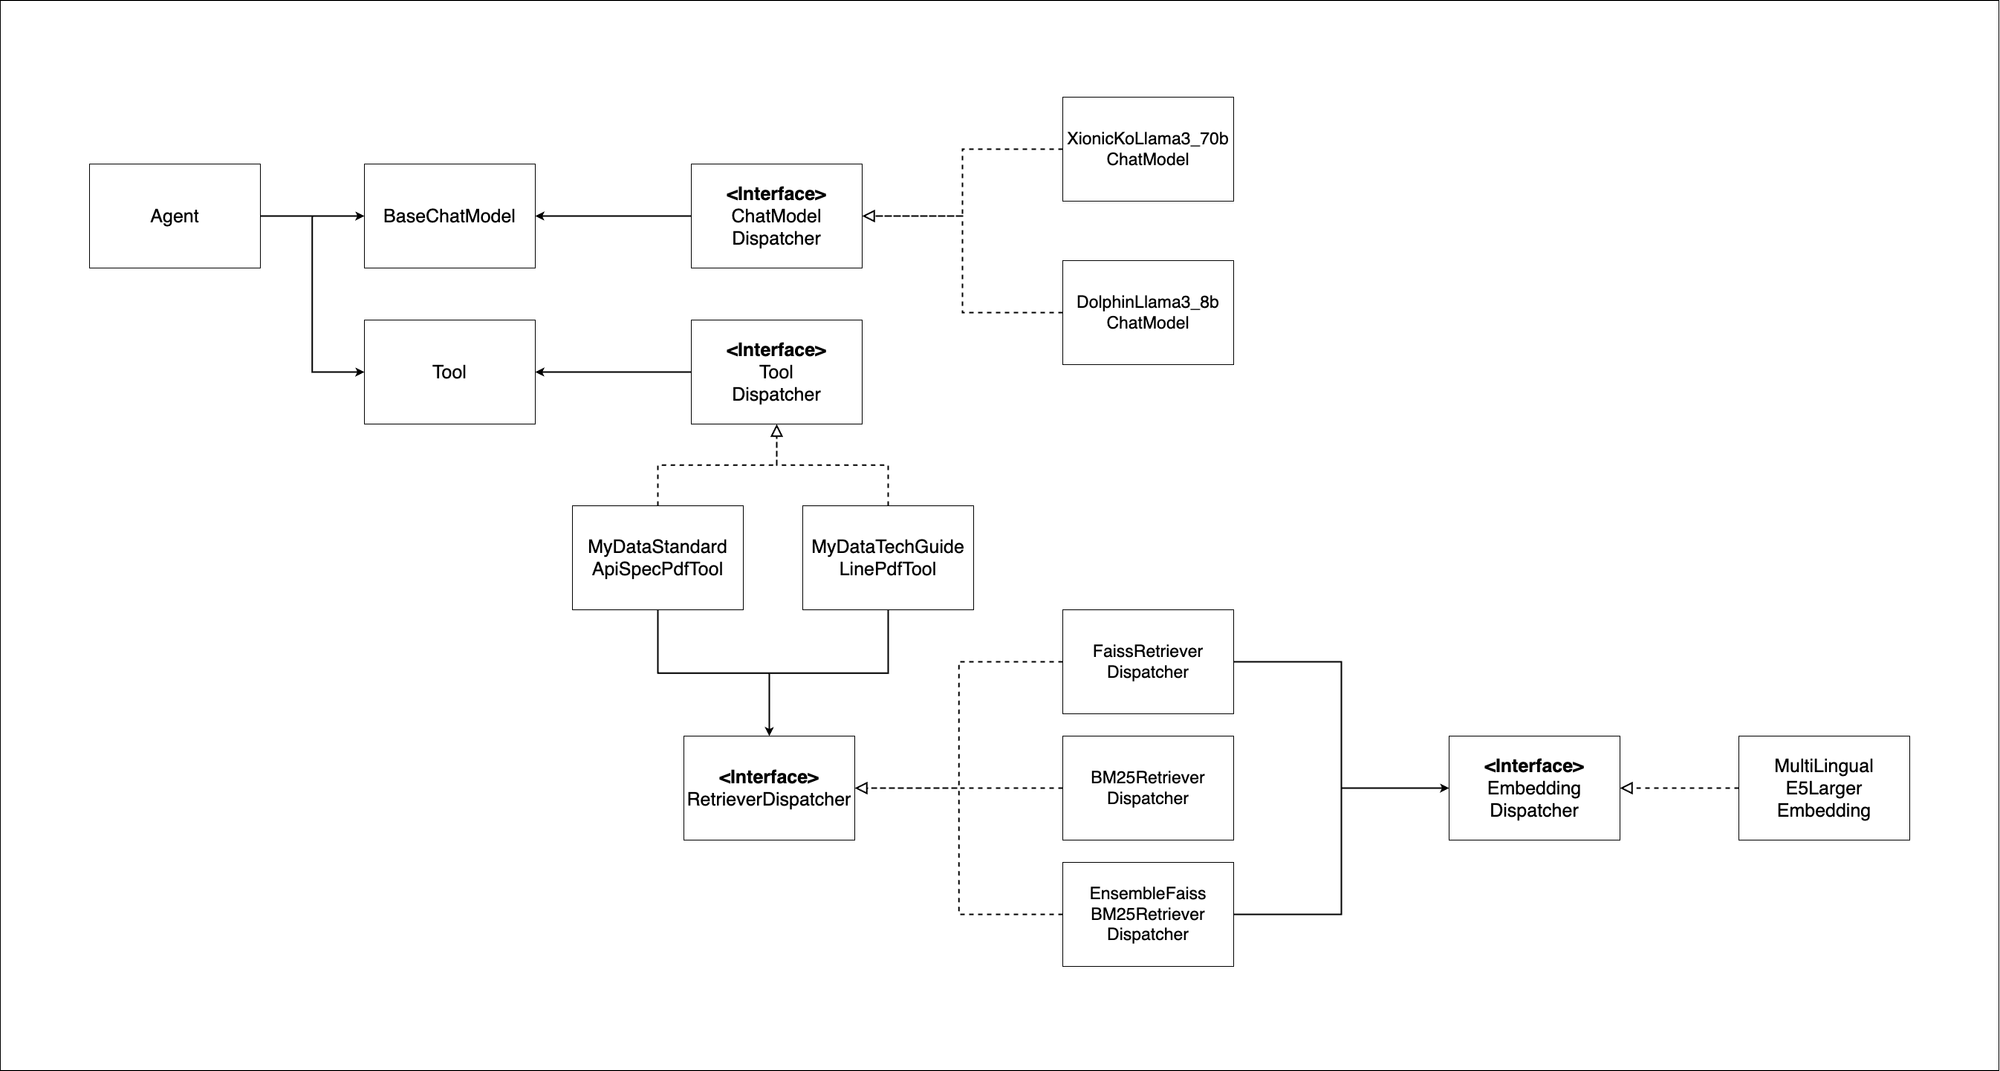 XionicKoLlama3_70b
ChatModel
Agent
BaseChatModel
<Interface>
ChatModel
Dispatcher
DolphinLlama3_8b
ChatModel
Tool
<Interface>
Tool
Dispatcher
MyDataStandard
ApiSpecPdfTool
MyDataTechGuide
LinePdfTool
FaissRetriever
Dispatcher
<Interface>
RetrieverDispatcher
BM25Retriever
Dispatcher
<Interface>
Embedding
Dispatcher
MultiLingual
E5Larger
Embedding
EnsembleFaiss
BM25Retriever
Dispatcher